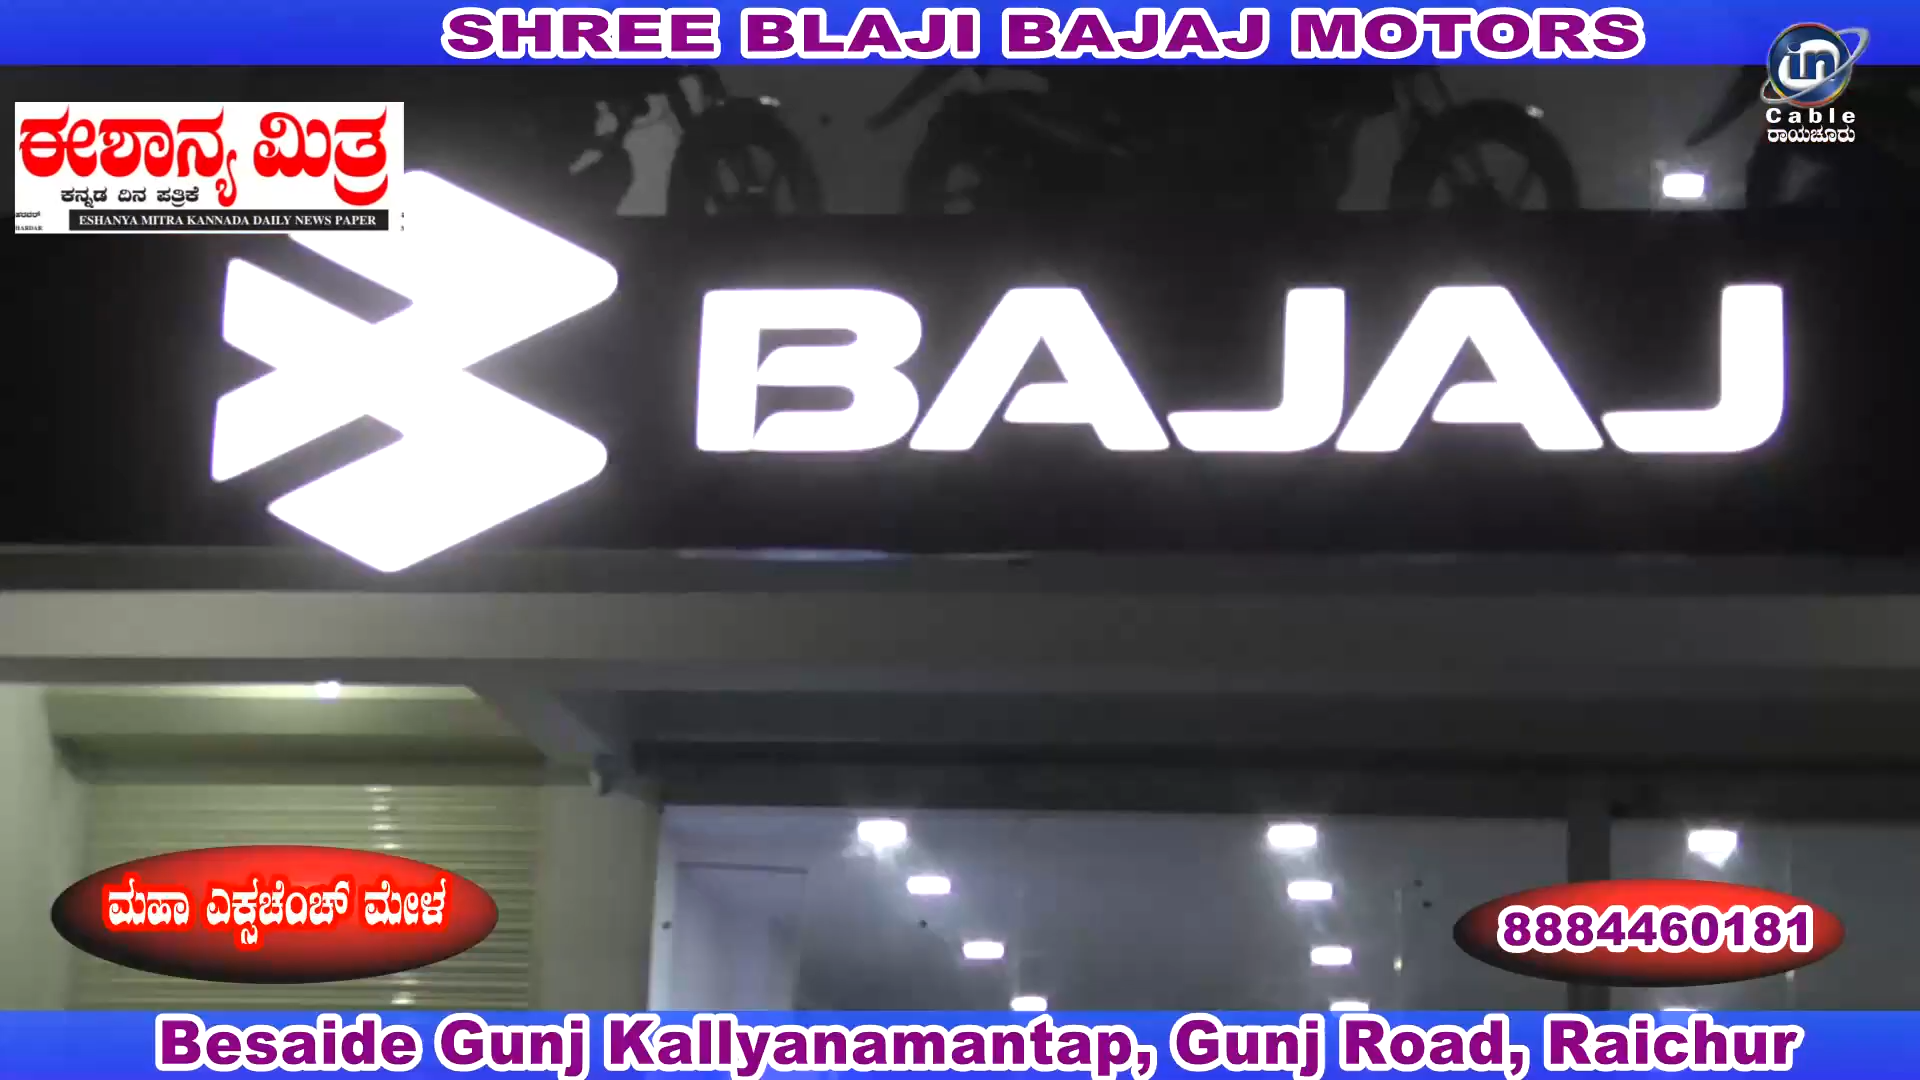 SHREE BLAJI BAJAJ MOTORS
in
Cable
ರಾಯಚೂರು
ಈಶಾನ್ಯ ಮಿತ್ರ
ಕನ್ನಡ ದಿನ ಪತ್ರಿಕೆ
ESHANYA MITRA KANNADA DAILY NEWS PAPER
BAJAJ
ಮಹಾ ಎಕ್ಸಚೆಂಚ್ ಮೇಳ
8884460181
Besaide Gunj Kallyanamantap, Gunj Road, Raichur